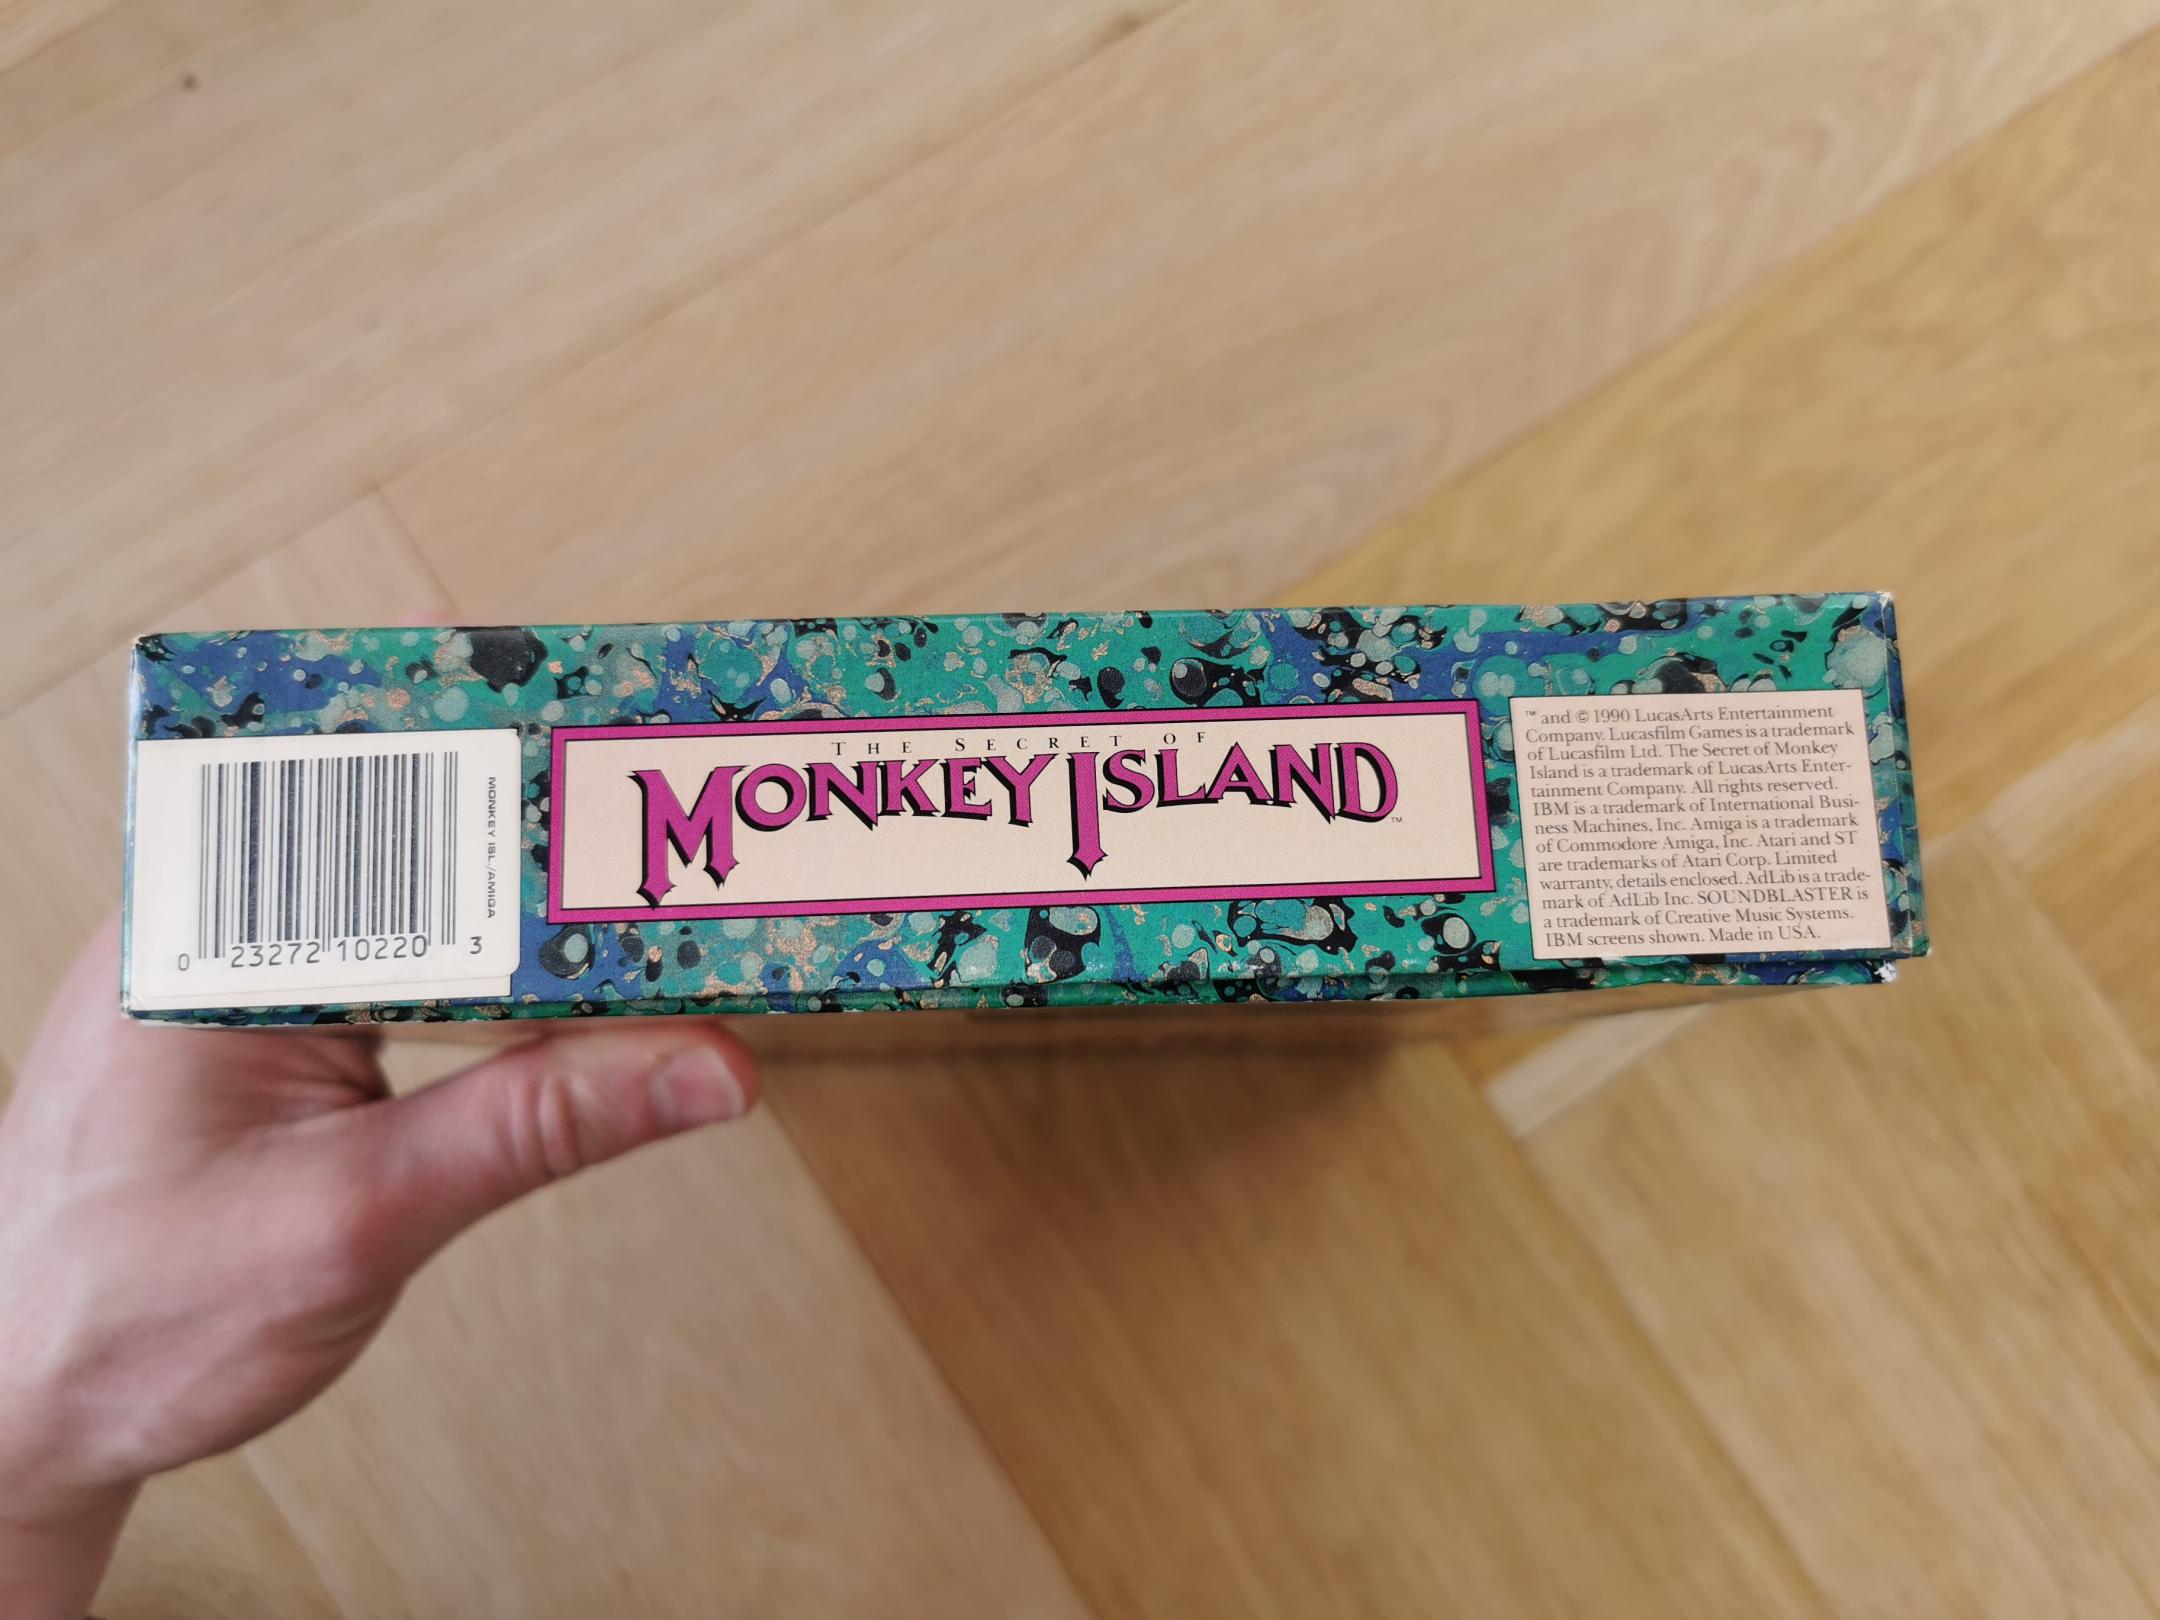 MONKEY ISL./AMIGA
0 23272 10220 3
THE SECRET OF
MONKEY ISLAND™
™ and © 1990 LucasArts Entertainment
Company. Lucasfilm Games is a trademark
of Lucasfilm Ltd. The Secret of Monkey
Island is a trademark of LucasArts Enter-
tainment Company. All rights reserved.
IBM is a trademark of International Busi-
ness Machines, Inc. Amiga is a trademark
of Commodore Amiga, Inc. Atari and ST
are trademarks of Atari Corp. Limited
warranty, details enclosed. AdLib is a trade-
mark of AdLib Inc. SOUNDBLASTER is
a trademark of Creative Music Systems.
IBM screens shown. Made in USA.